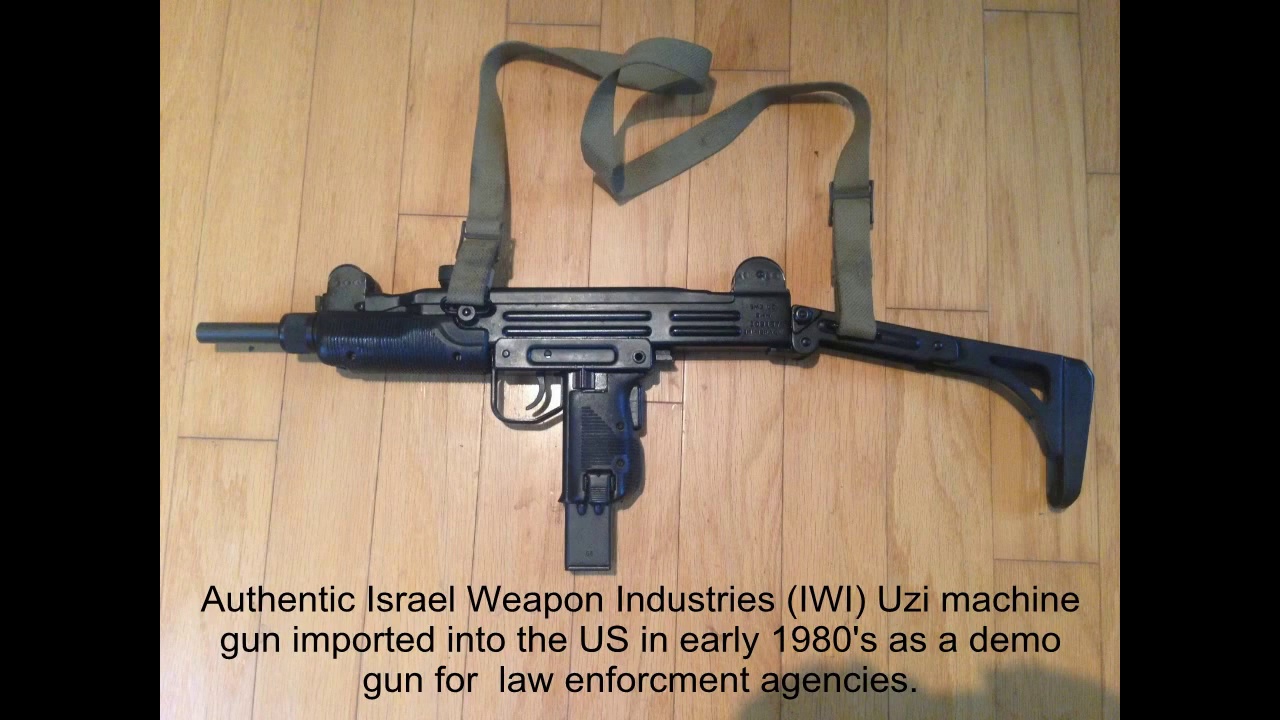 Authentic Israel Weapon Industries (IWI) Uzi machine
gun imported into the US in early 1980's as a demo
gun for  law enforcment agencies.